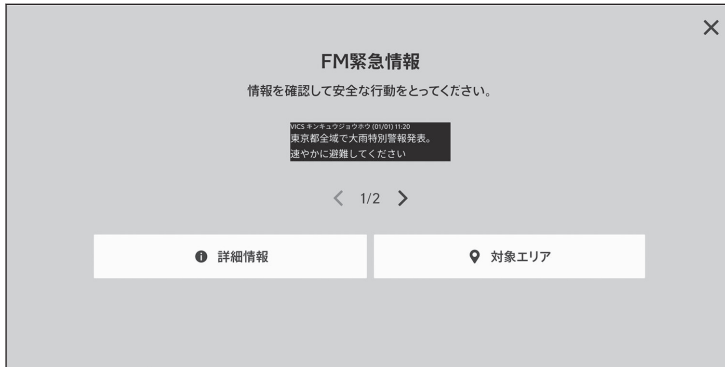 FM緊急情報
情報を確認して安全な行動をとってください。
VICS キンキュウジョウホウ (01/01) 11:20
東京都全域で大雨特別警報発表。
速やかに避難してください
1/2
詳細情報
対象エリア